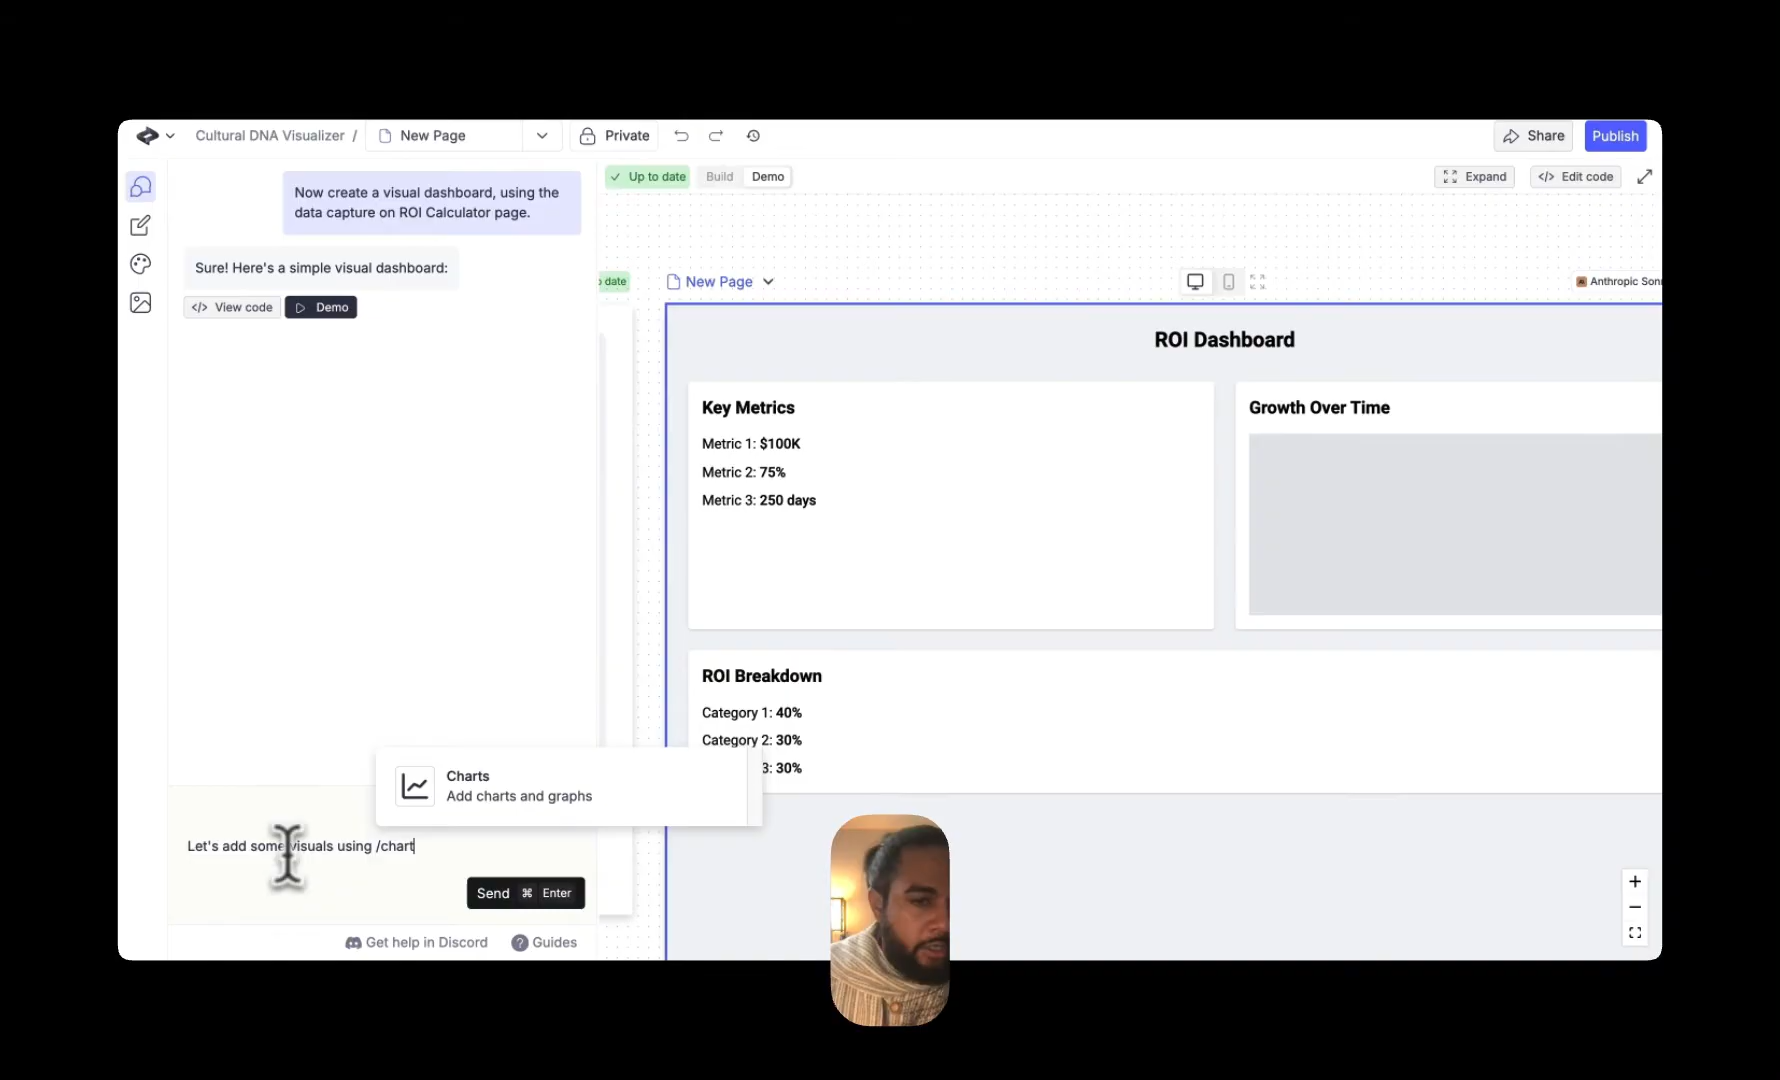 Cultural DNA Visualizer / New Page Private Share Publish
Now create a visual dashboard, using the
data capture on ROI Calculator page.
Sure! Here's a simple visual dashboard:
</> View code Demo
Up to date Build Demo Expand </> Edit code
date New Page Anthropic
ROI Dashboard
Key Metrics
Metric 1: $100K
Metric 2: 75%
Metric 3: 250 days
Growth Over Time
ROI Breakdown
Category 1: 40%
Category 2: 30%
3: 30%
Charts
Add charts and graphs
Let's add some visuals using /chart
Send ⌘ Enter
Get help in Discord ? Guides